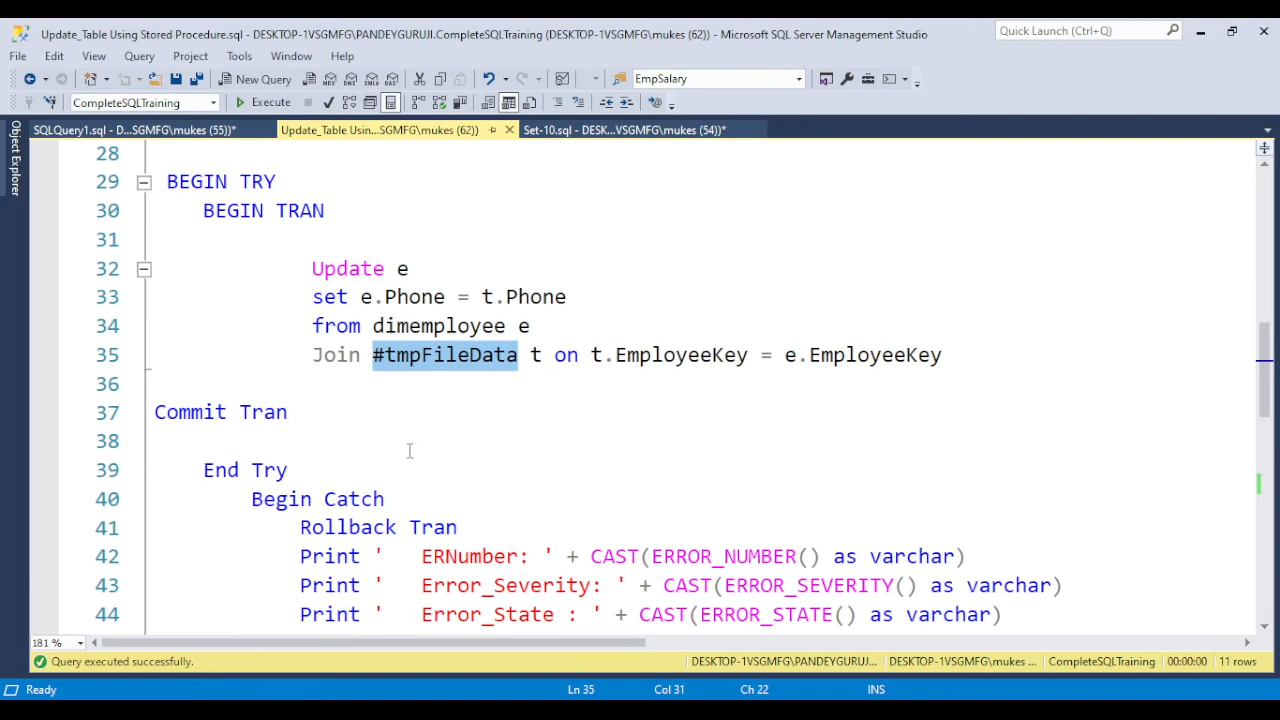 Update_Table Using Stored Procedure.sql - DESKTOP-1VSGMFG\PANDEYGURUJI.CompleteSQLTraining (DESKTOP-1VSGMFG\mukes (62)) - Microsoft SQL Server Management Studio
Quick Launch (Ctrl+Q)
File Edit View Query Project Tools Window Help
New Query
EmpSalary
CompleteSQLTraining
Execute
SQLQuery1.sql - D...SGMFG\mukes (55))*
Update_Table Usin...SGMFG\mukes (62))
Set-10.sql - DESK...VSGMFG\mukes (54))*
Object Explorer
28
29 BEGIN TRY
30 BEGIN TRAN
31
32 Update e
33 set e.Phone = t.Phone
34 from dimemployee e
35 Join #tmpFileData t on t.EmployeeKey = e.EmployeeKey
36
37 Commit Tran
38
39 End Try
40 Begin Catch
41 Rollback Tran
42 Print '   ERNumber: ' + CAST(ERROR_NUMBER() as varchar)
43 Print '   Error_Severity: ' + CAST(ERROR_SEVERITY() as varchar)
44 Print '   Error_State : ' + CAST(ERROR_STATE() as varchar)
181 %
Query executed successfully.
DESKTOP-1VSGMFG\PANDEYGURUJI... DESKTOP-1VSGMFG\mukes ... CompleteSQLTraining 00:00:00 11 rows
Ready
Ln 35 Col 31 Ch 22 INS